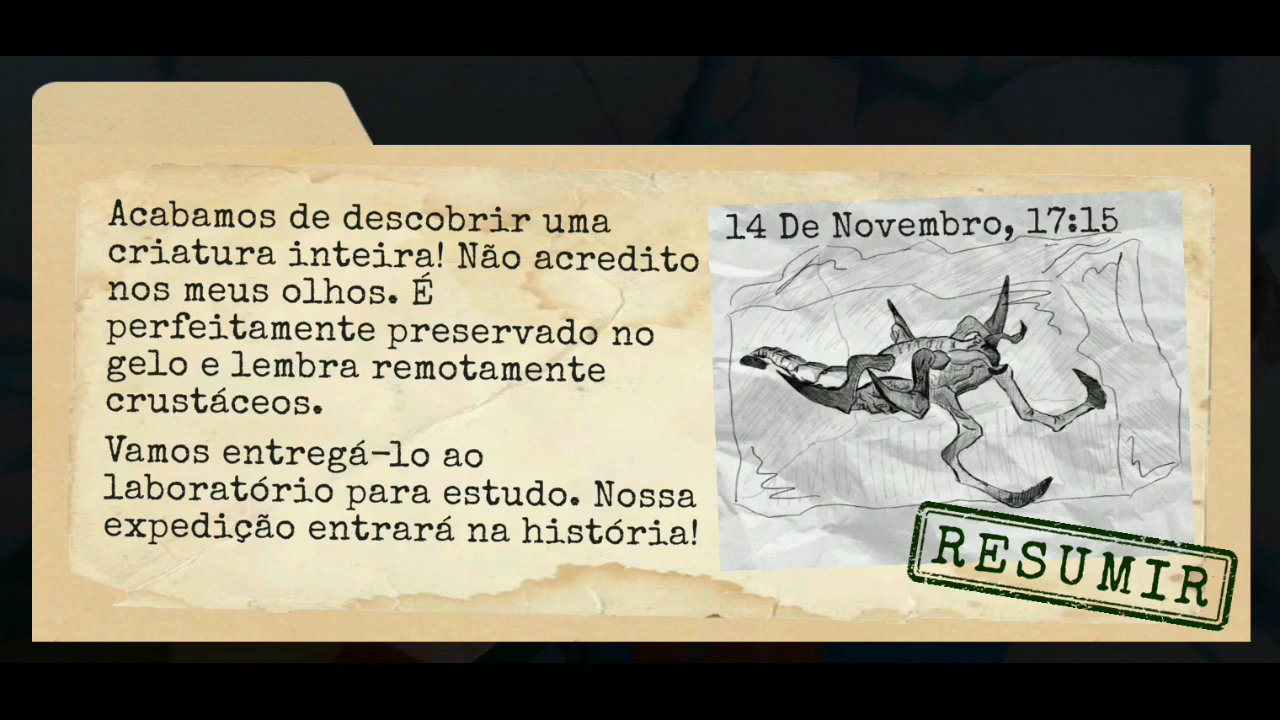 Acabamos de descobrir uma
criatura inteira! Não acredito
nos meus olhos. É
perfeitamente preservado no
gelo e lembra remotamente
crustáceos.
Vamos entregá-lo ao
laboratório para estudo. Nossa
expedição entrará na história!
14 De Novembro, 17:15
RESUMIR